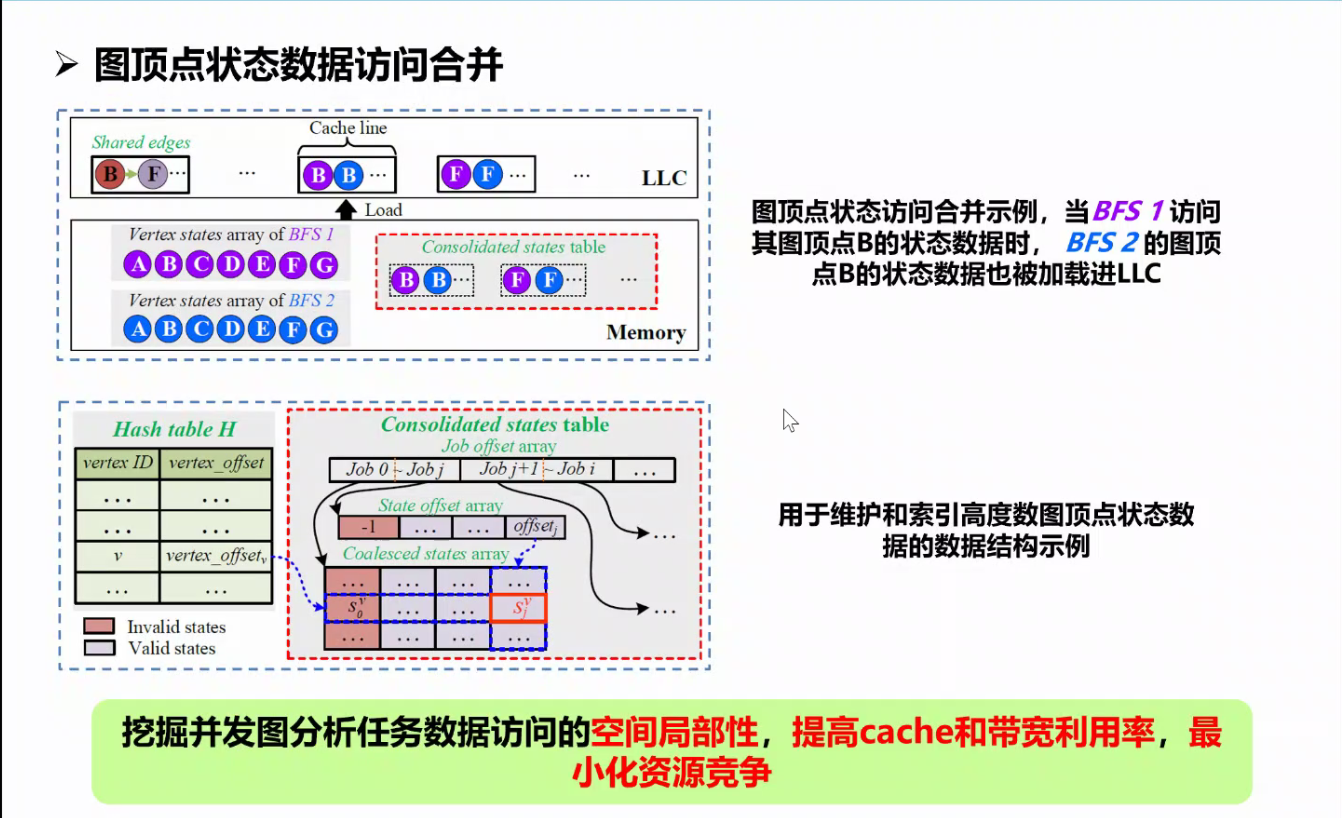 ➢ 图顶点状态数据访问合并
Cache line
Shared edges
B F ...
...
B B ...
F F ...
...
LLC
Load
Vertex states array of BFS 1
A B C D E F G
Vertex states array of BFS 2
A B C D E F G
Consolidated states table
B B ...
F F ...
...
Memory
图顶点状态访问合并示例，当BFS 1访问
其图顶点B的状态数据时， BFS 2的图顶
点B的状态数据也被加载进LLC
Hash table H
vertex ID vertex_offset
... ...
... ...
v vertex_offsetv
... ...
Invalid states
Valid states
Consolidated states table
Job offset array
Job 0 ~ Job j Job j+1 ~ Job i ...
State offset array
-1 ... ... offsetj
...
Coalesced states array
... ... ... ...
s0v ... ... sjv
... ... ... ...
...
用于维护和索引高度数图顶点状态数
据的数据结构示例
挖掘并发图分析任务数据访问的空间局部性，提高cache和带宽利用率，最
小化资源竞争